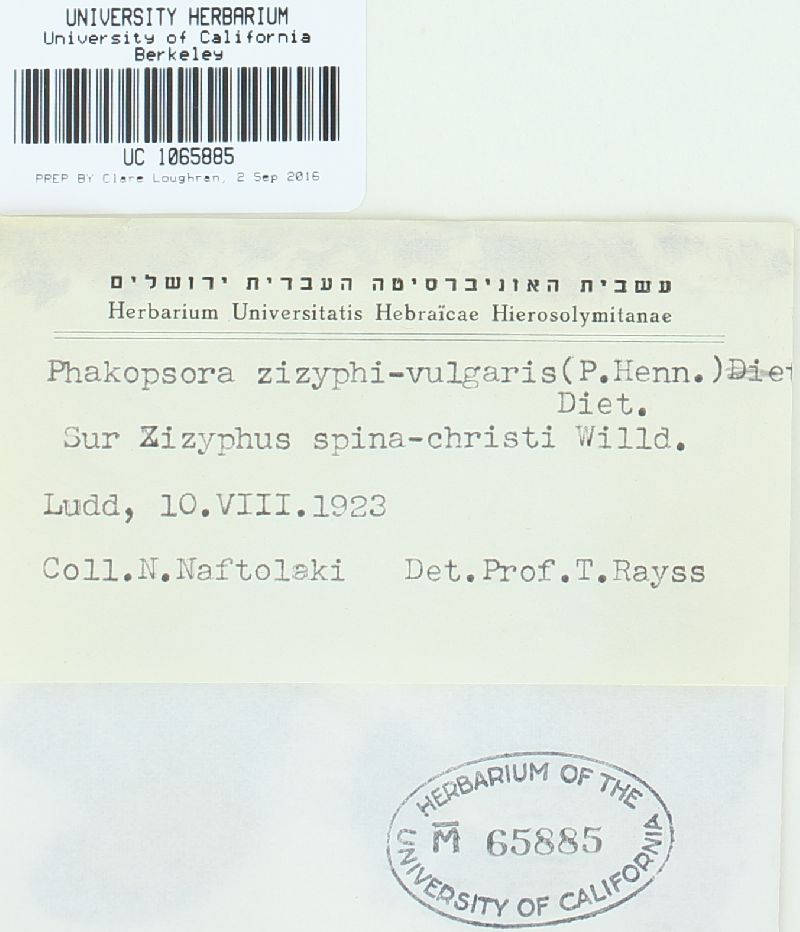 UNIVERSITY HERBARIUM
University of California
Berkeley
UC 1065885
PREP BY Clare Loughran, 2 Sep 2016
עשבית האוניברסיטה העברית ירושלים
Herbarium Universitatis Hebraïcae Hierosolymitanae
Phakopsora zizyphi-vulgaris(P.Henn.)Diet
Diet.
Sur Zizyphus spina-christi Willd.
Ludd, 10.VIII.1923
Coll.N.Naftolski Det.Prof.T.Rayss
HERBARIUM OF THE
M 65885
UNIVERSITY OF CALIFORNIA